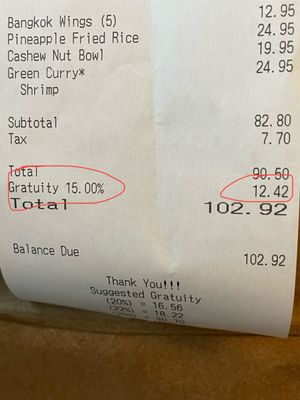 Bangkok Wings (5) 12.95
Pineapple Fried Rice 24.95
Cashew Nut Bowl 19.95
Green Curry* 24.95
Shrimp
Subtotal 82.80
Tax 7.70
Total 90.50
Gratuity 15.00% 12.42
Total 102.92
Balance Due 102.92
Thank You!!!
Suggested Gratuity
(20%) = 16.56
(22%) = 18.22
= 20.70